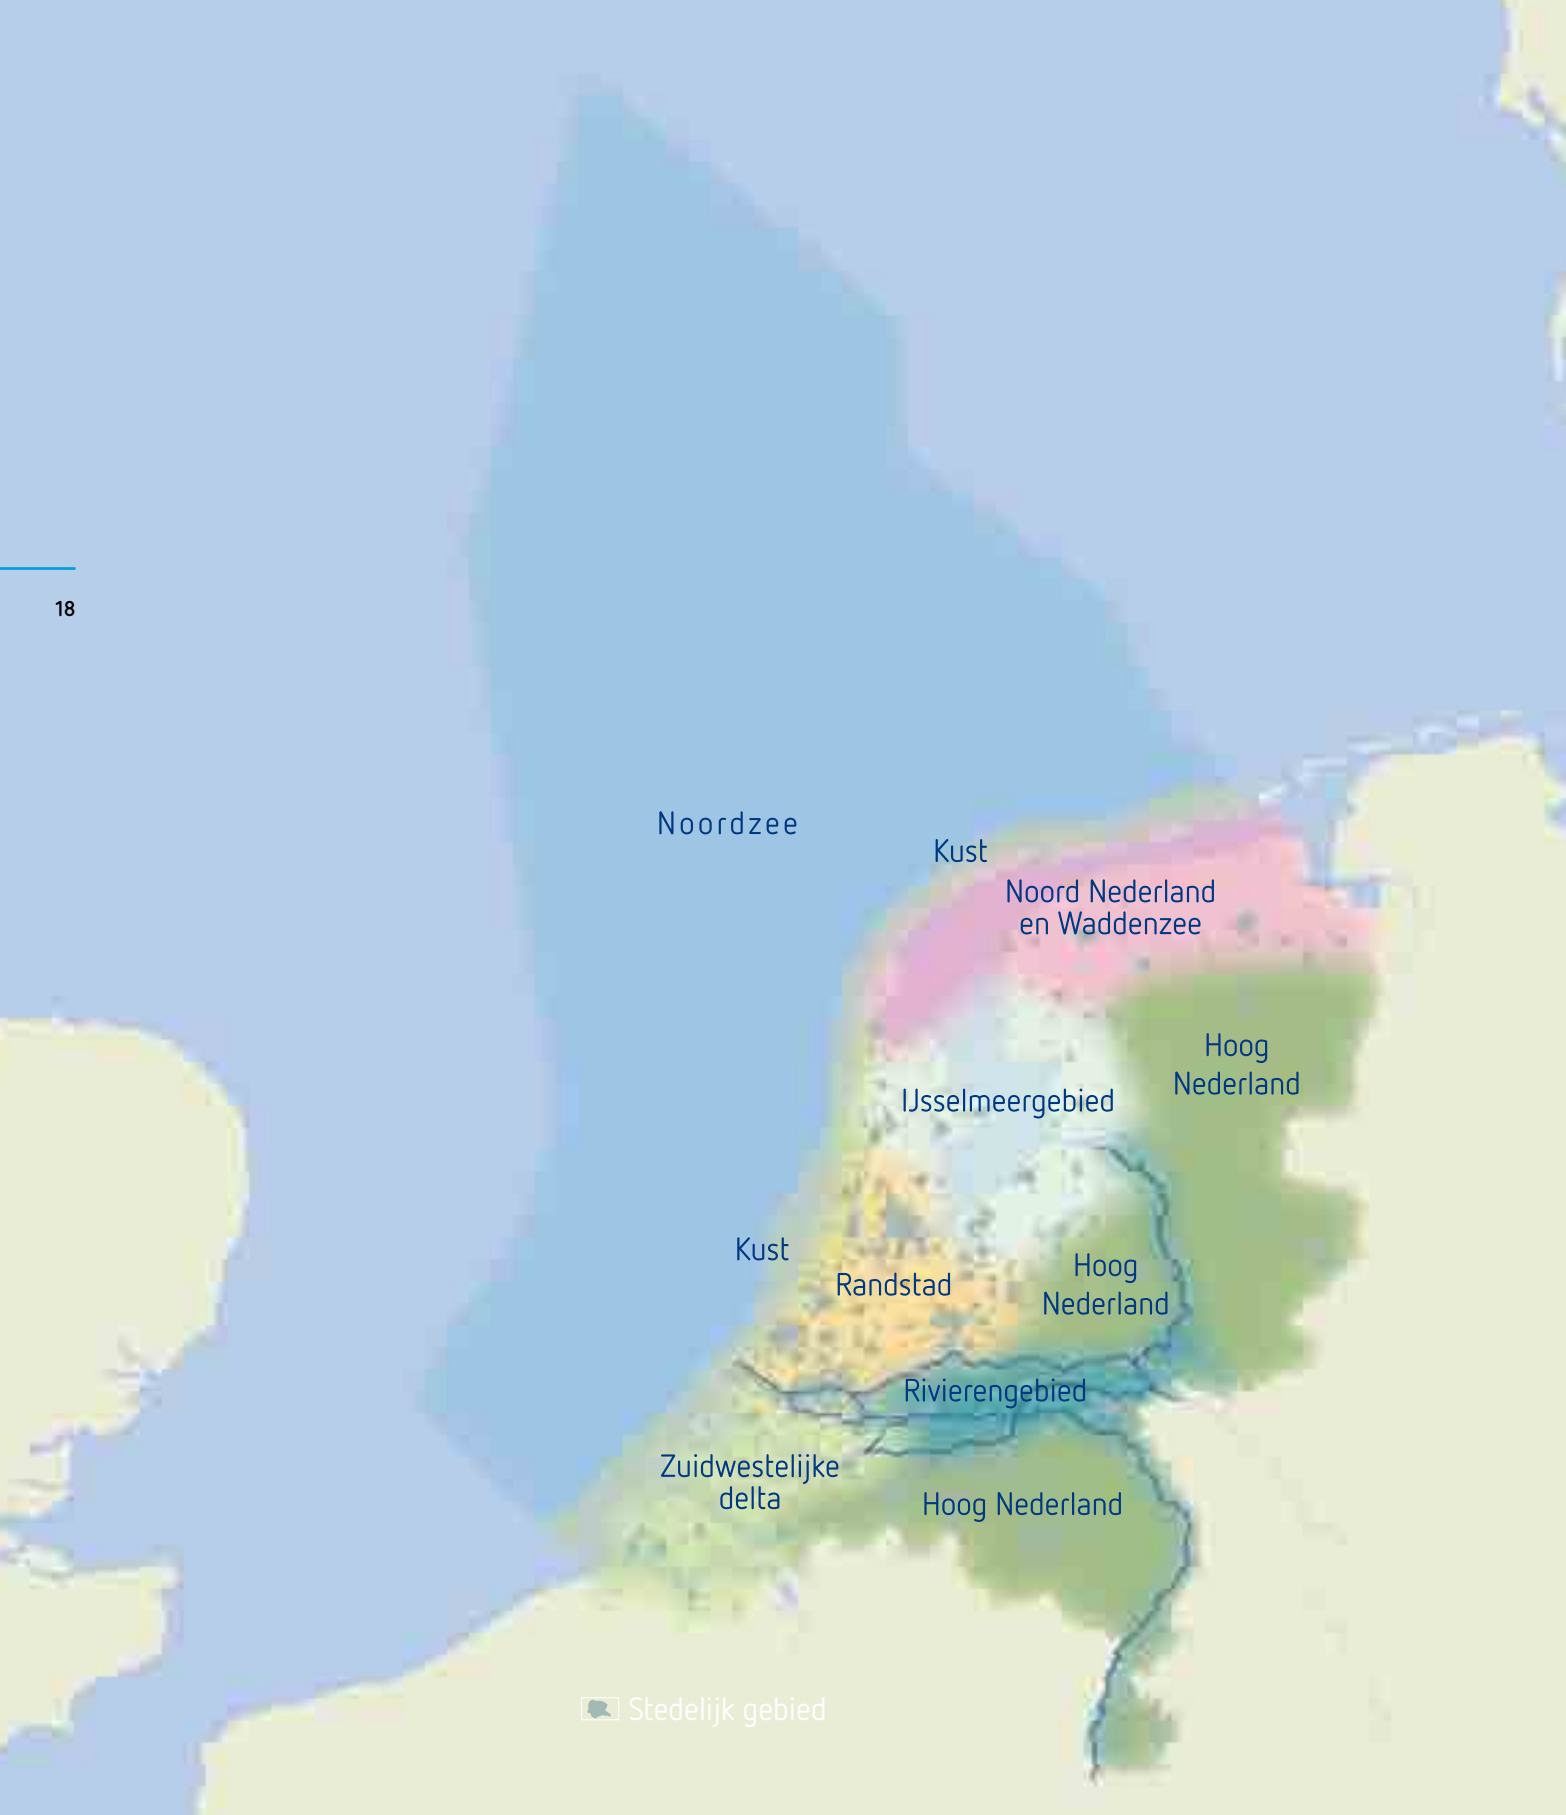 18
Noordzee
Kust
Noord Nederland
en Waddenzee
Hoog
Nederland
IJsselmeergebied
Kust
Randstad
Hoog
Nederland
Rivierengebied
Zuidwestelijke
delta
Hoog Nederland
Stedelijk gebied